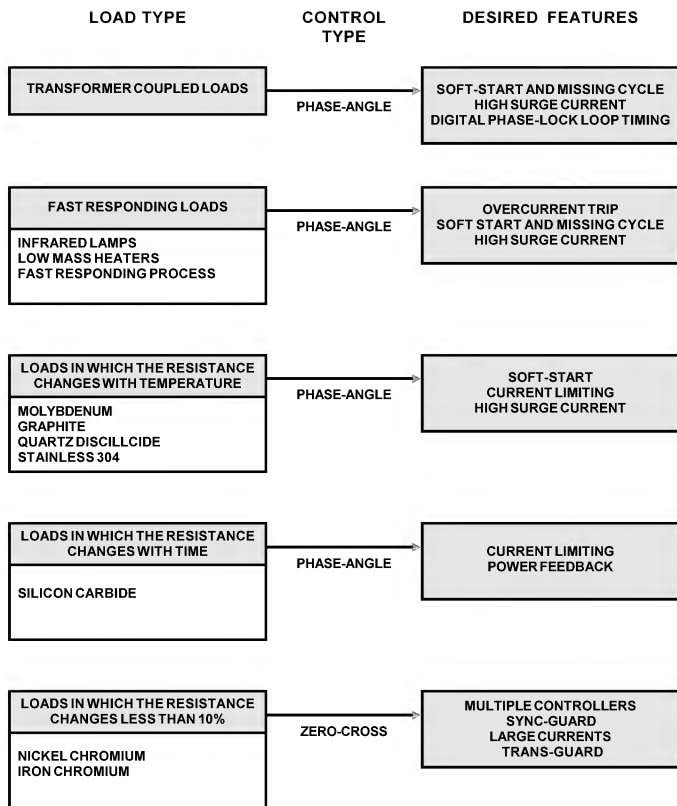 LOAD TYPE
CONTROL
TYPE
DESIRED FEATURES
TRANSFORMER COUPLED LOADS
PHASE-ANGLE
SOFT-START AND MISSING CYCLE
HIGH SURGE CURRENT
DIGITAL PHASE-LOCK LOOP TIMING
FAST RESPONDING LOADS
INFRARED LAMPS
LOW MASS HEATERS
FAST RESPONDING PROCESS
PHASE-ANGLE
OVERCURRENT TRIP
SOFT START AND MISSING CYCLE
HIGH SURGE CURRENT
LOADS IN WHICH THE RESISTANCE
CHANGES WITH TEMPERATURE
MOLYBDENUM
GRAPHITE
QUARTZ DISCILLCIDE
STAINLESS 304
PHASE-ANGLE
SOFT-START
CURRENT LIMITING
HIGH SURGE CURRENT
LOADS IN WHICH THE RESISTANCE
CHANGES WITH TIME
SILICON CARBIDE
PHASE-ANGLE
CURRENT LIMITING
POWER FEEDBACK
LOADS IN WHICH THE RESISTANCE
CHANGES LESS THAN 10%
NICKEL CHROMIUM
IRON CHROMIUM
ZERO-CROSS
MULTIPLE CONTROLLERS
SYNC-GUARD
LARGE CURRENTS
TRANS-GUARD